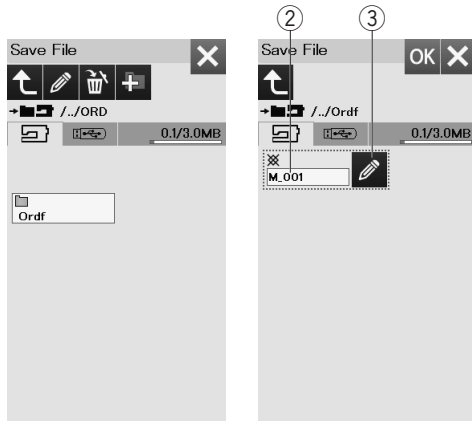 ② ③
Save File
/../ORD
0.1/3.0MB
Ordf
Save File
OK
/../Ordf
0.1/3.0MB
M_001